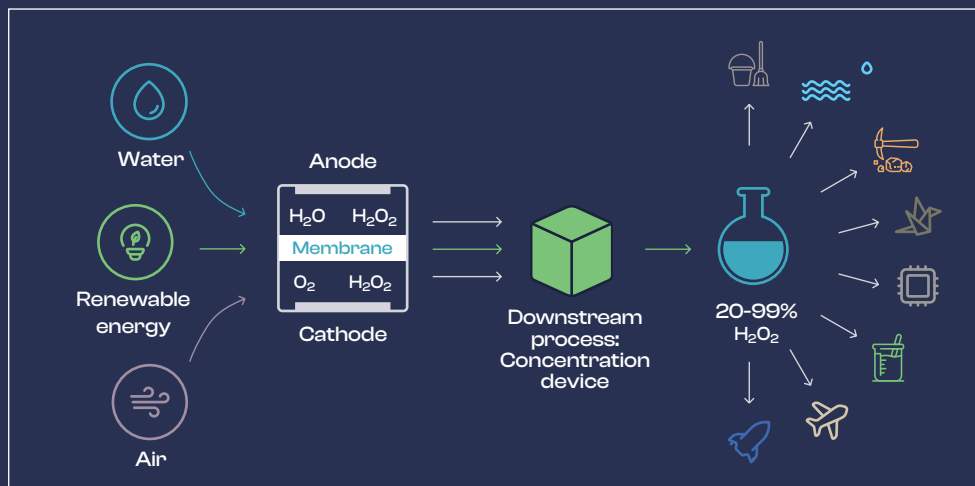 Water
Renewable
energy
Air
Anode
H₂O H₂O₂
Membrane
O₂ H₂O₂
Cathode
Downstream
process:
Concentration
device
20-99%
H₂O₂